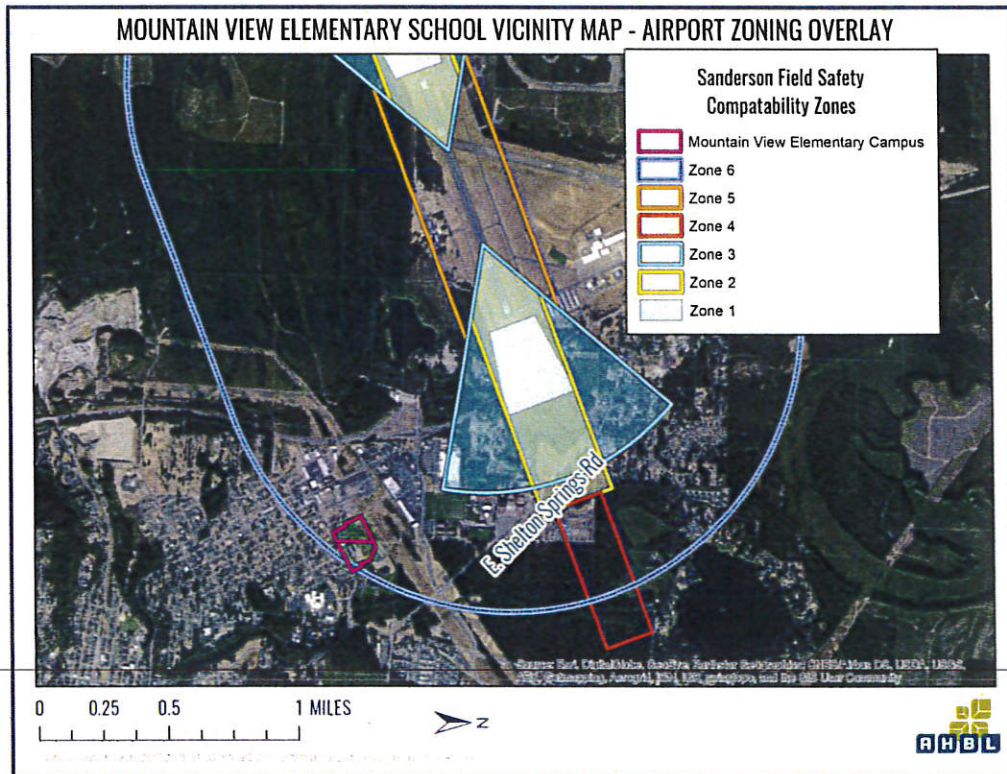 MOUNTAIN VIEW ELEMENTARY SCHOOL VICINITY MAP - AIRPORT ZONING OVERLAY
Sanderson Field Safety
Compatability Zones
Mountain View Elementary Campus
Zone 6
Zone 5
Zone 4
Zone 3
Zone 2
Zone 1
E. Shelton Springs Rd
0 0.25 0.5 1 MILES
N
AHBL